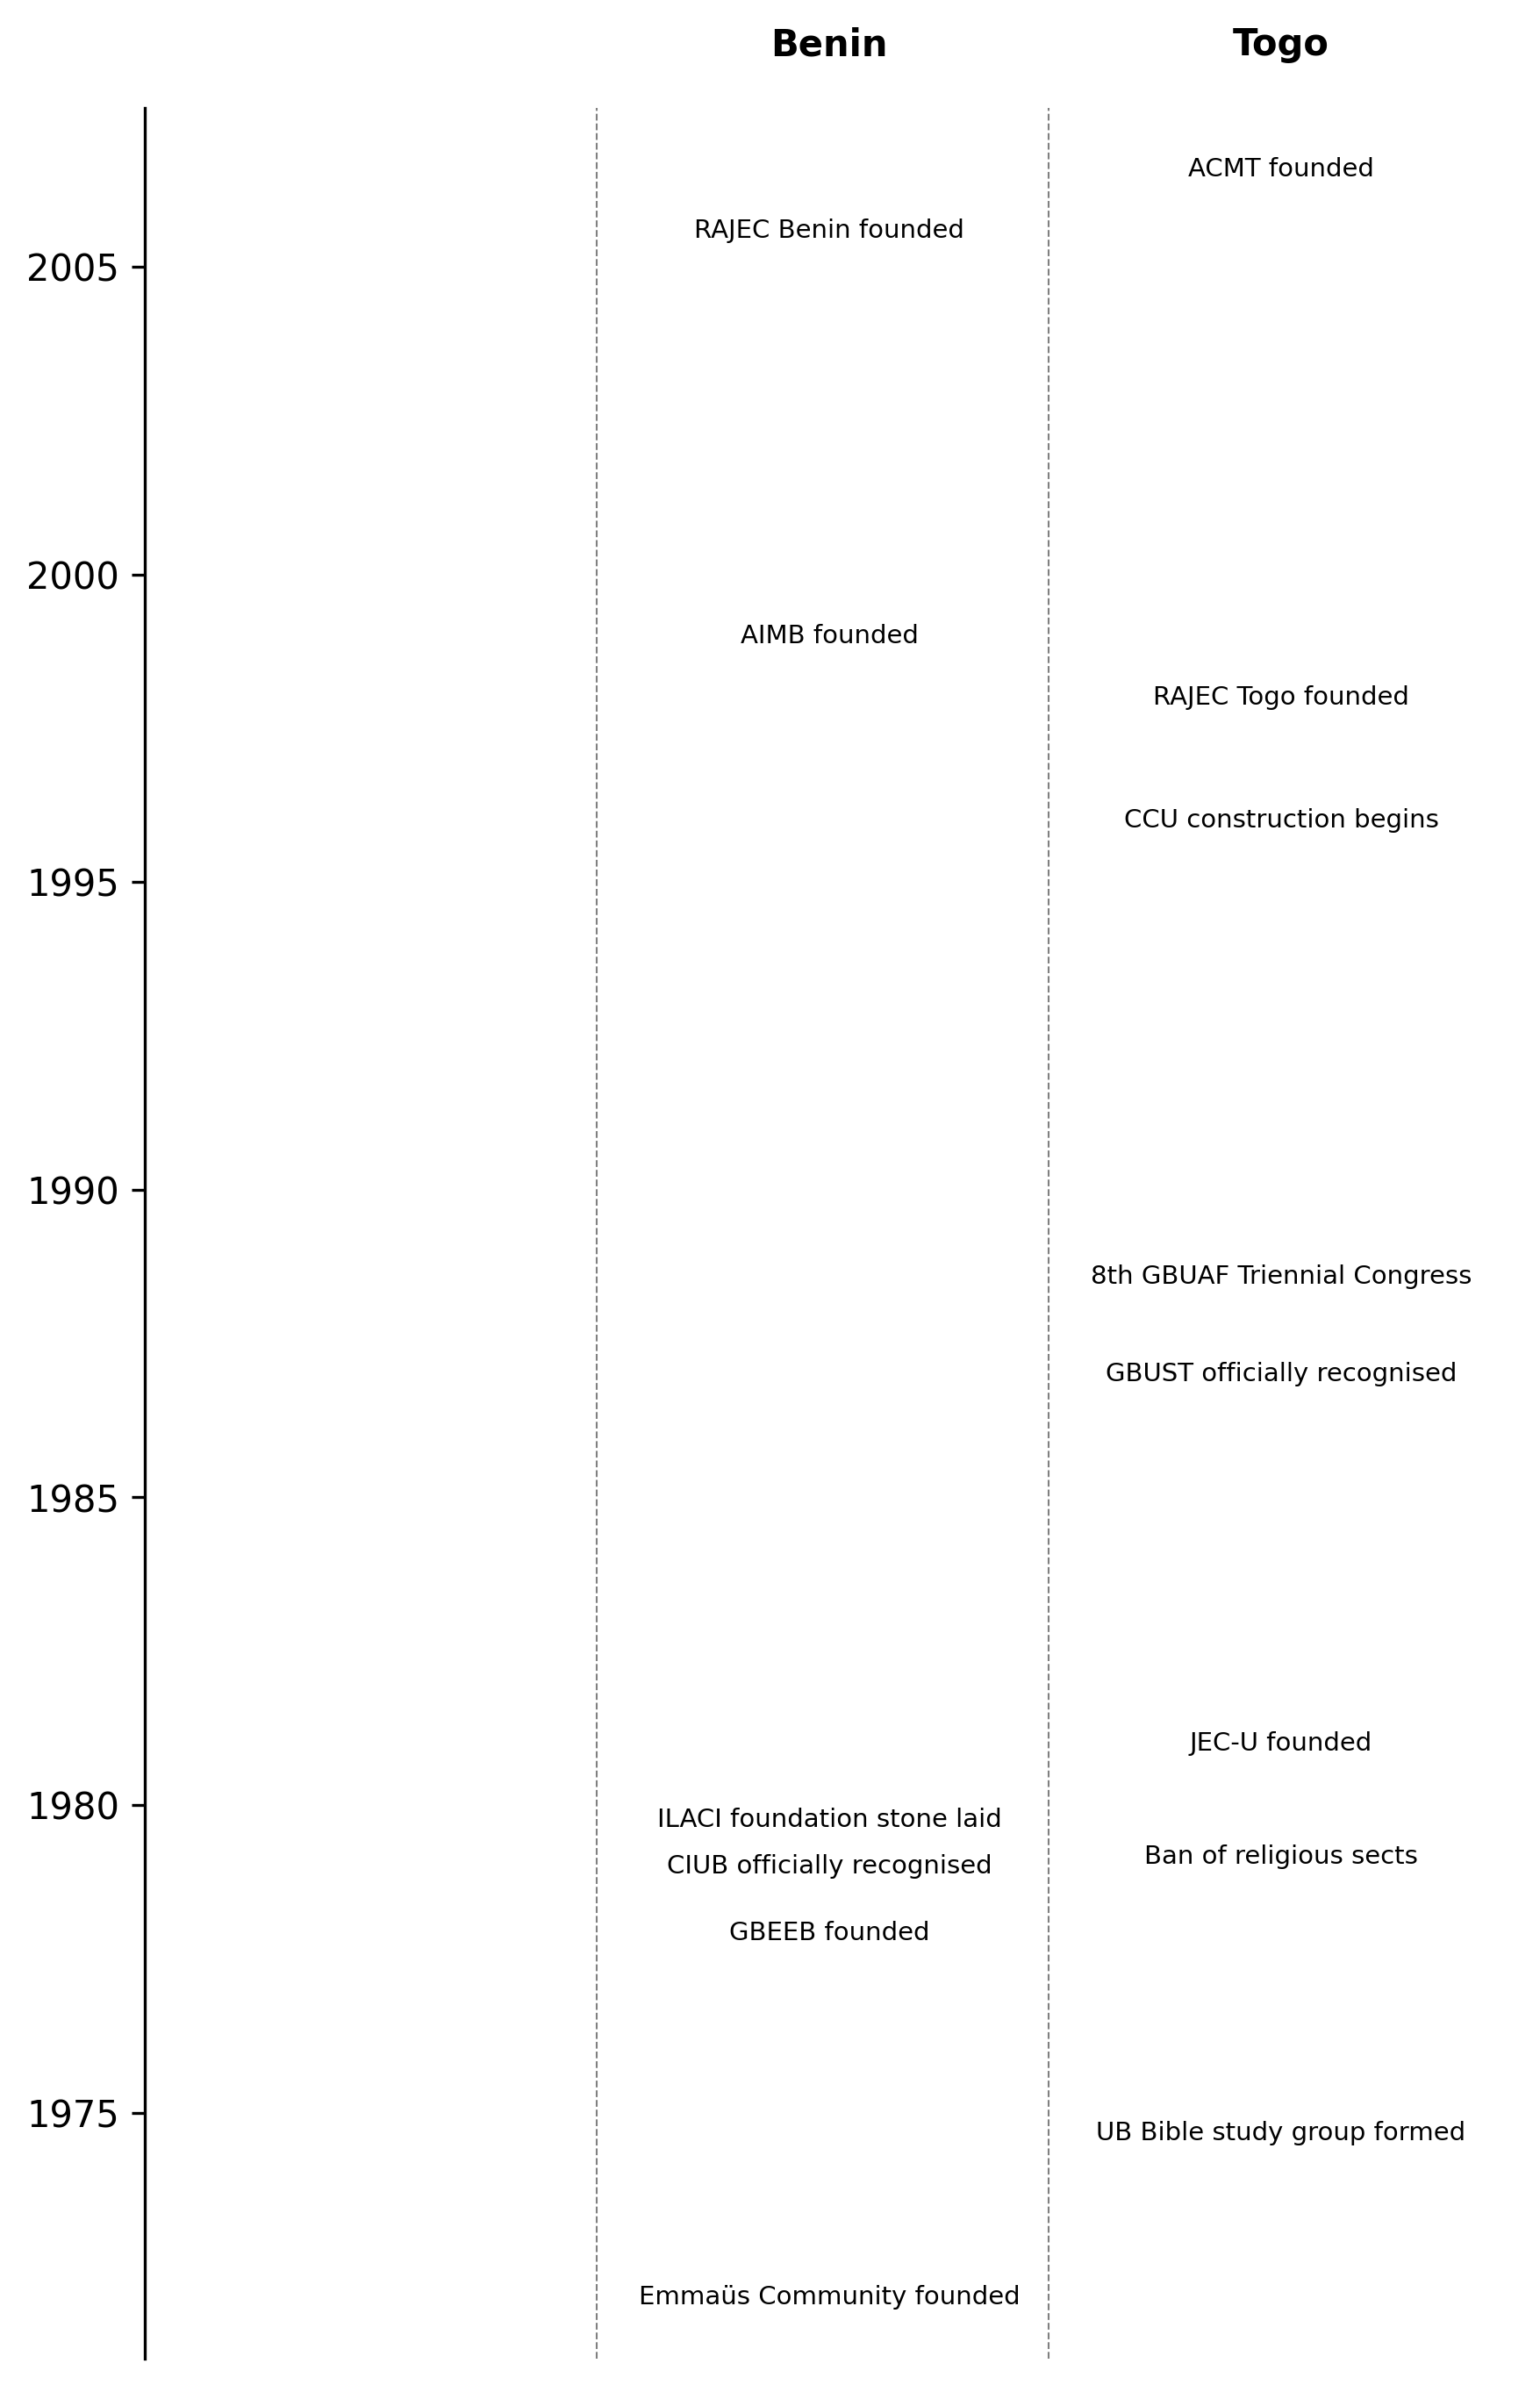 Benin Togo
ACMT founded
RAJEC Benin founded
2005
2000
AIMB founded
RAJEC Togo founded
CCU construction begins
1995
1990
8th GBUAF Triennial Congress
GBUST officially recognised
1985
JEC-U founded
1980
ILACI foundation stone laid
Ban of religious sects
CIUB officially recognised
GBEEB founded
1975
UB Bible study group formed
Emmaüs Community founded